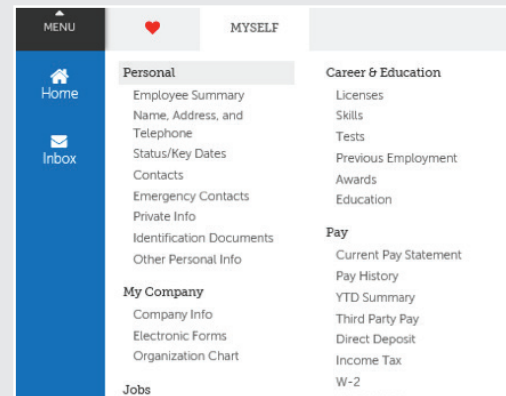 MENU
MYSELF
Home
Inbox
Personal
Employee Summary
Name, Address, and
Telephone
Status/Key Dates
Contacts
Emergency Contacts
Private Info
Identification Documents
Other Personal Info
My Company
Company Info
Electronic Forms
Organization Chart
Jobs
Career & Education
Licenses
Skills
Tests
Previous Employment
Awards
Education
Pay
Current Pay Statement
Pay History
YTD Summary
Third Party Pay
Direct Deposit
Income Tax
W-2